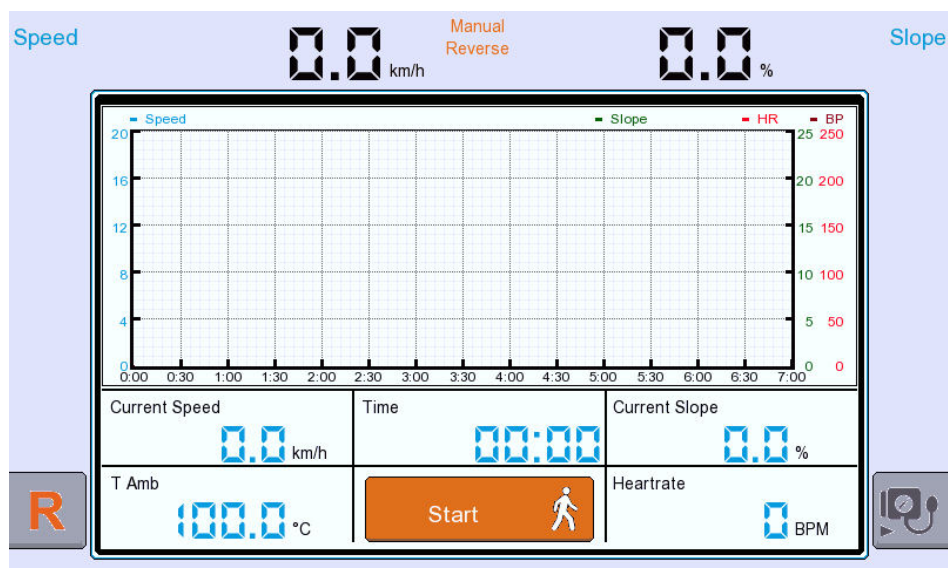 Speed
0.0 km/h
Manual
Reverse
0.0 %
Slope
Speed Slope HR BP
20 25 250
16 20 200
12 15 150
8 10 100
4 5 50
0 0 0
0:00 0:30 1:00 1:30 2:00 2:30 3:00 3:30 4:00 4:30 5:00 5:30 6:00 6:30 7:00
Current Speed Time Current Slope
0.0 km/h 00:00 0.0 %
T Amb Heartrate
100.0 °C Start 0 BPM
R